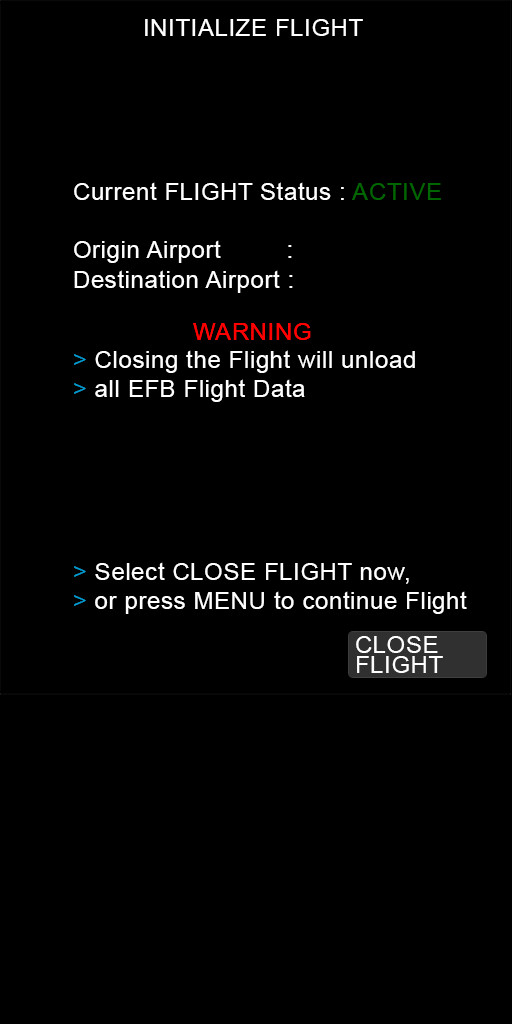 INITIALIZE FLIGHT
Current FLIGHT Status : ACTIVE
Origin Airport :
Destination Airport :
WARNING
> Closing the Flight will unload
> all EFB Flight Data
> Select CLOSE FLIGHT now,
> or press MENU to continue Flight
CLOSE
FLIGHT